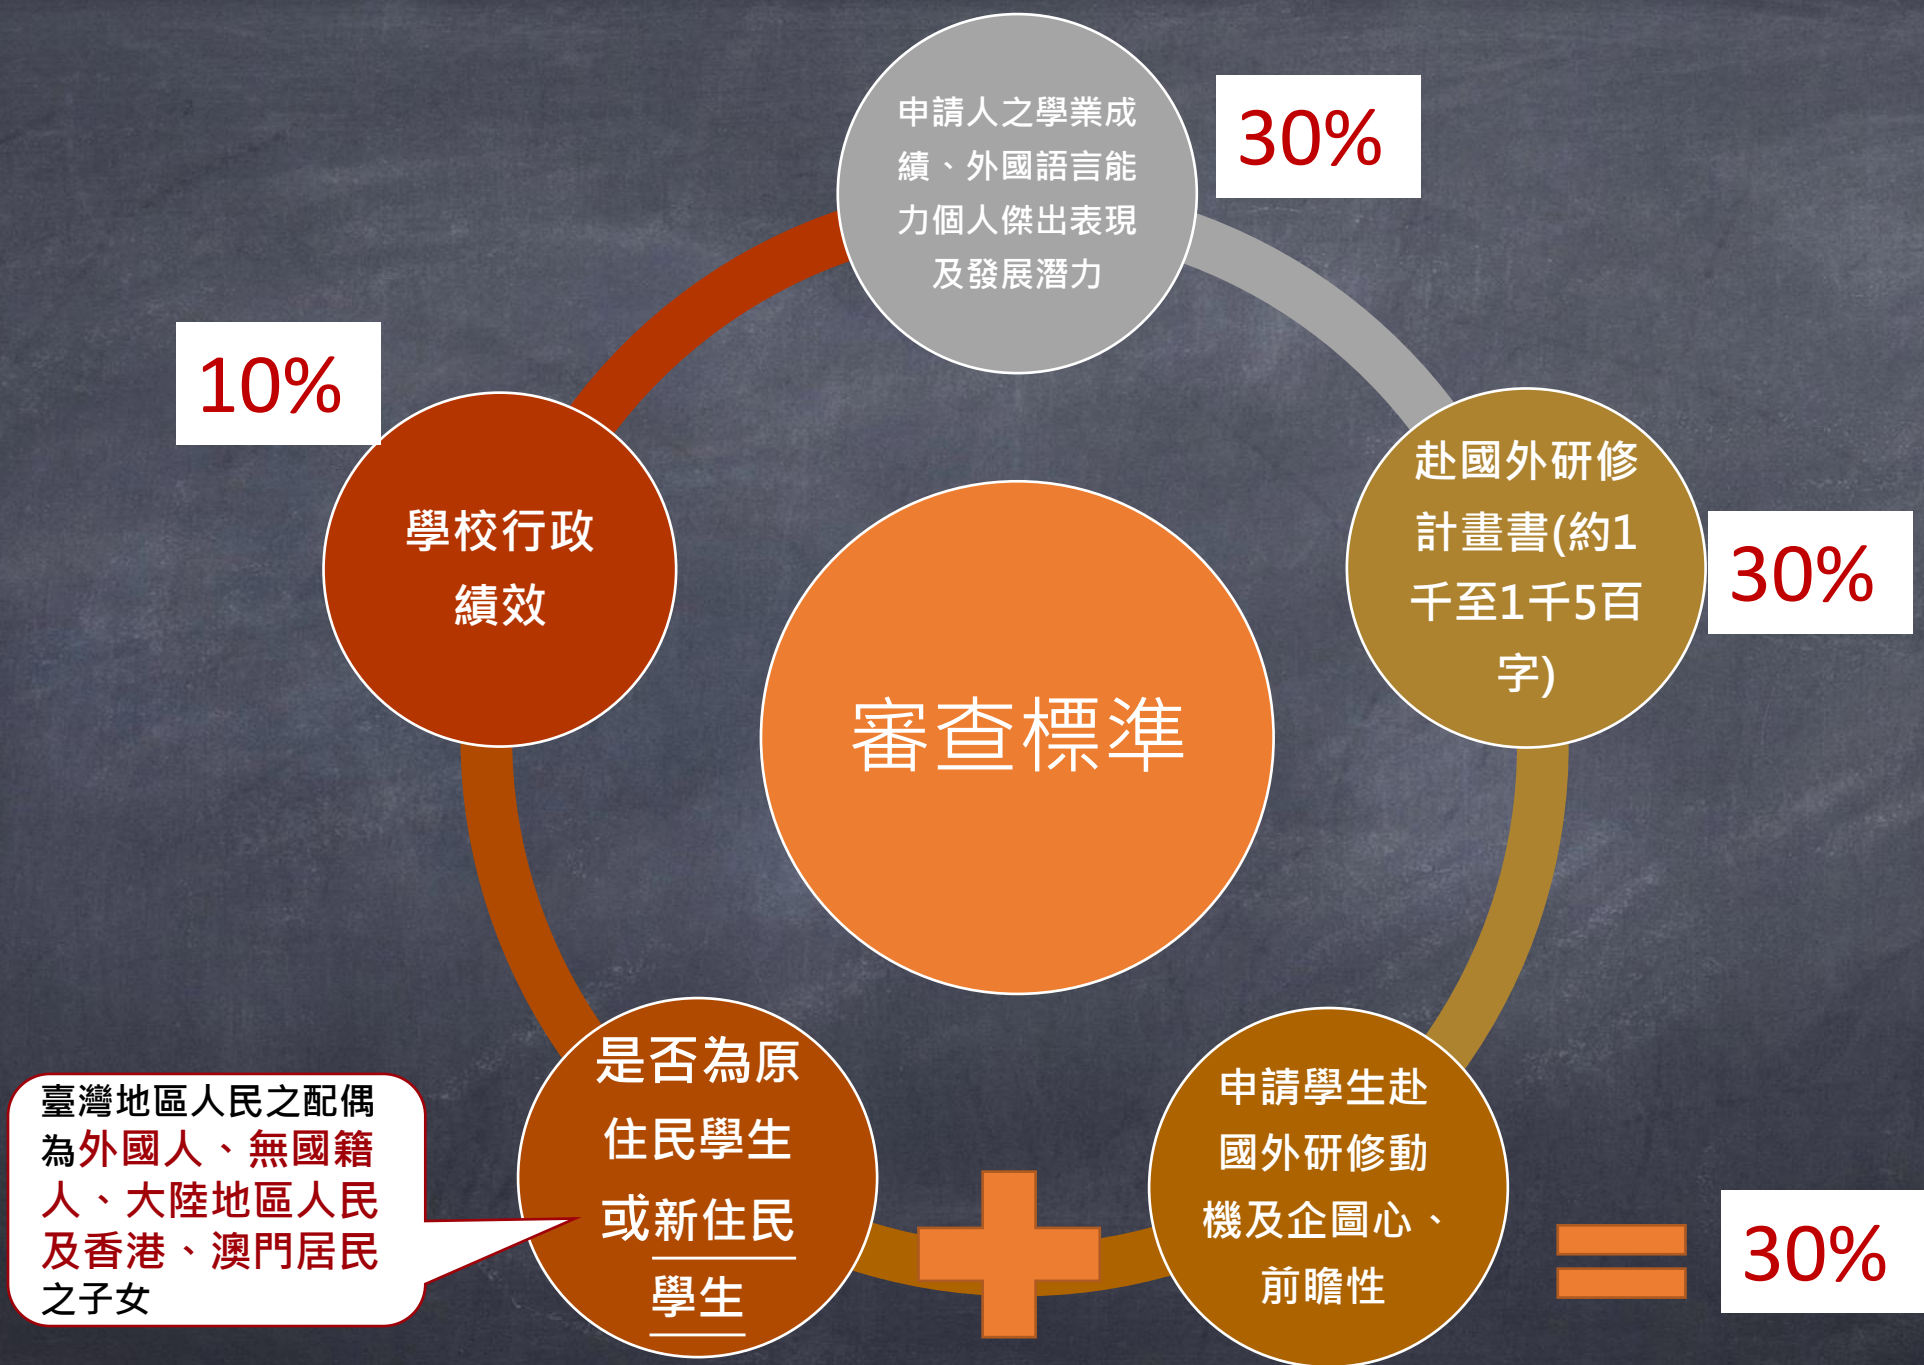 申請人之學業成
績、外國語言能
力個人傑出表現
及發展潛力
30%
10%
學校行政
績效
赴國外研修
計畫書(約1
千至1千5百
字)
30%
審查標準
是否為原
住民學生
或新住民
學生
臺灣地區人民之配偶
為外國人、無國籍
人、大陸地區人民
及香港、澳門居民
之子女
申請學生赴
國外研修動
機及企圖心、
前瞻性
30%